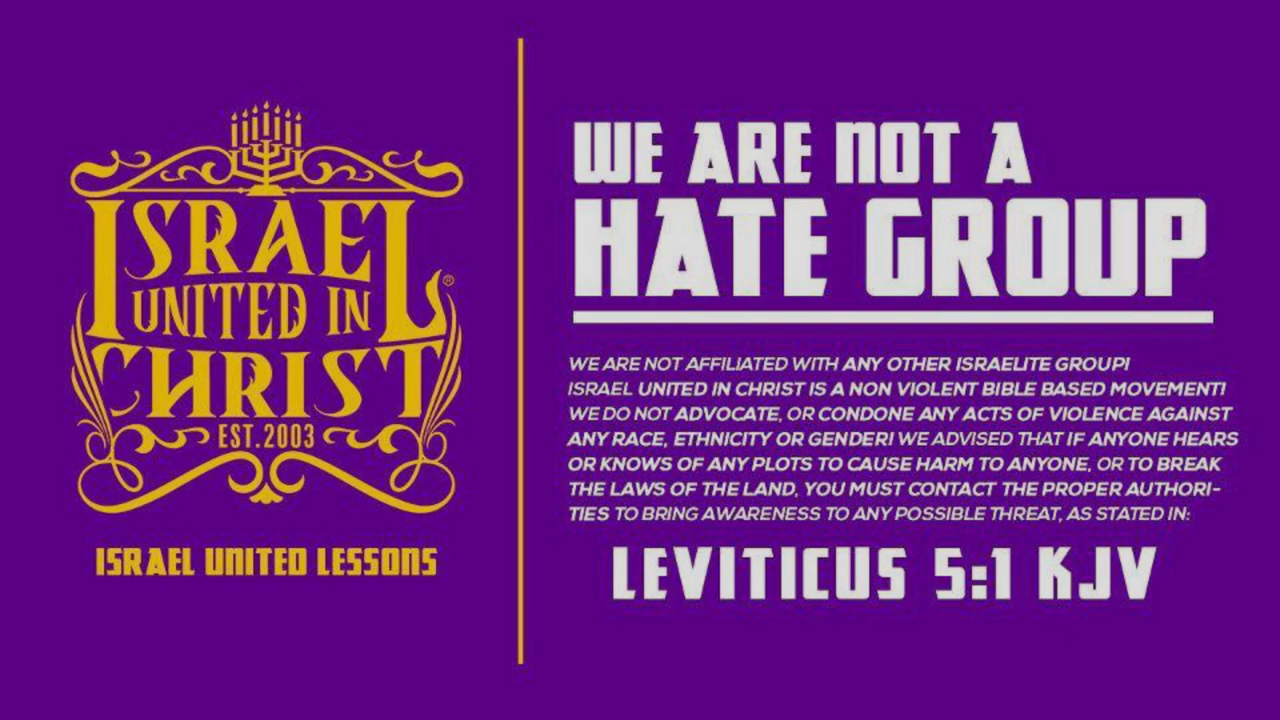 ISRAEL
UNITED IN
CHRIST
®
EST.2003
ISRAEL UNITED LESSONS
WE ARE NOT A
HATE GROUP
WE ARE NOT AFFILIATED WITH ANY OTHER ISRAELITE GROUP!
ISRAEL UNITED IN CHRIST IS A NON VIOLENT BIBLE BASED MOVEMENT!
WE DO NOT ADVOCATE, OR CONDONE ANY ACTS OF VIOLENCE AGAINST
ANY RACE, ETHNICITY OR GENDER! WE ADVISED THAT IF ANYONE HEARS
OR KNOWS OF ANY PLOTS TO CAUSE HARM TO ANYONE, OR TO BREAK
THE LAWS OF THE LAND, YOU MUST CONTACT THE PROPER AUTHORI-
TIES TO BRING AWARENESS TO ANY POSSIBLE THREAT, AS STATED IN:
LEVITICUS 5:1 KJV